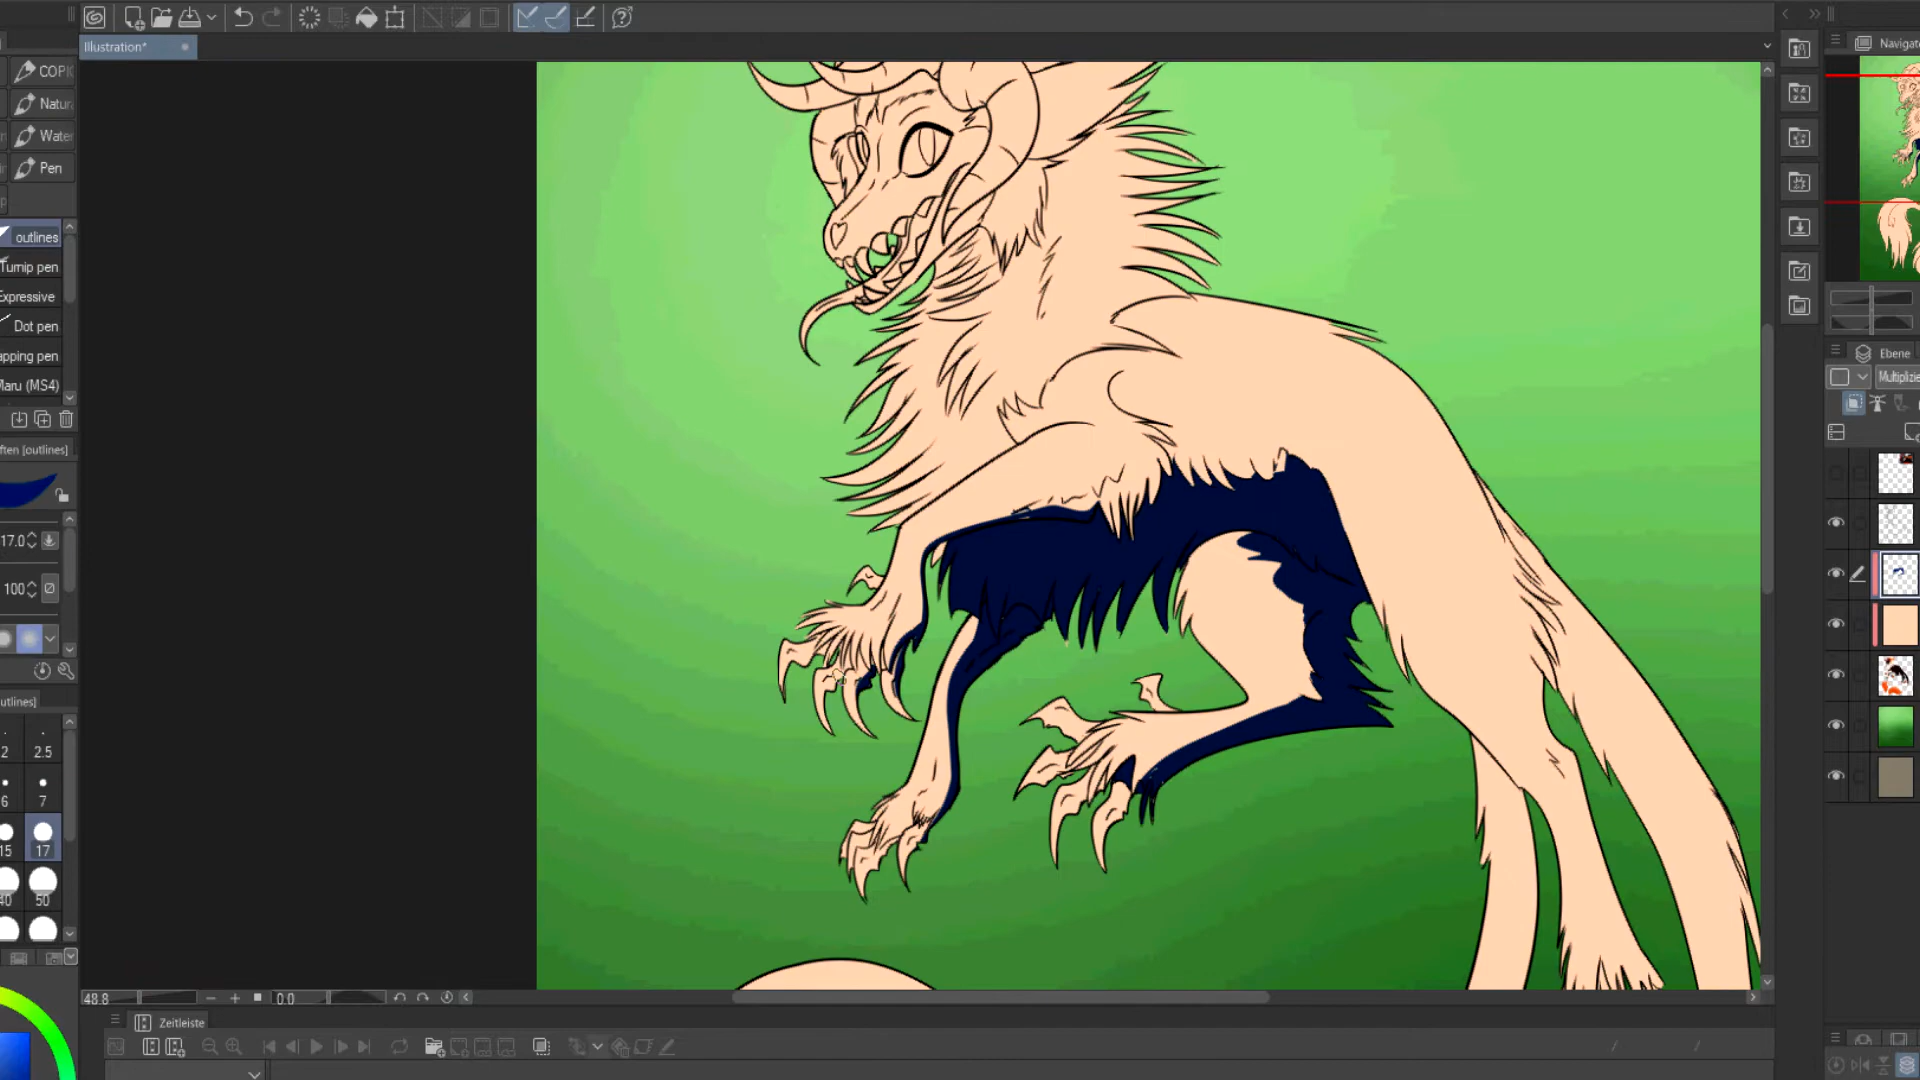 Illustration*
COPI
Natur
Water
Pen
outlines
Turnip pen
Expressive
Dot pen
apping pen
Maru (MS4)
ften [outlines]
17.0
100
utlines]
2
2.5
6
7
15
17
40
50
48.8
0.0
Zeitleiste
Navigate
Ebene
Multiplizie